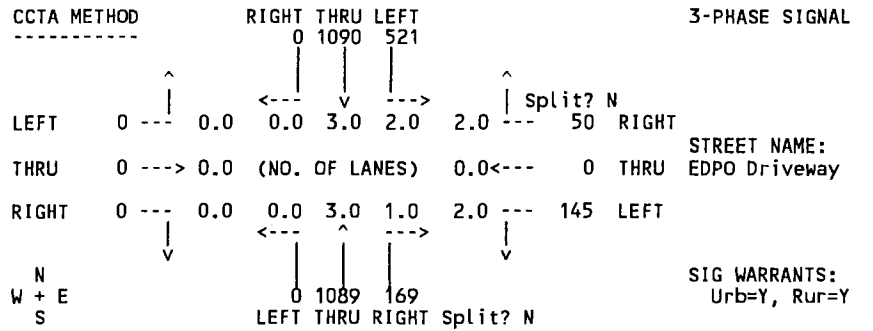 CCTA METHOD RIGHT THRU LEFT 3-PHASE SIGNAL
----------- 0 1090 521
^ ^
<--- v ---> Split? N
LEFT 0 --- 0.0 0.0 3.0 2.0 2.0 --- 50 RIGHT
STREET NAME:
THRU 0 ---> 0.0 (NO. OF LANES) 0.0<--- 0 THRU EDPO Driveway
RIGHT 0 --- 0.0 0.0 3.0 1.0 2.0 --- 145 LEFT
<--- ^ --->
v v
N SIG WARRANTS:
W + E 0 1089 169 Urb=Y, Rur=Y
S LEFT THRU RIGHT Split? N